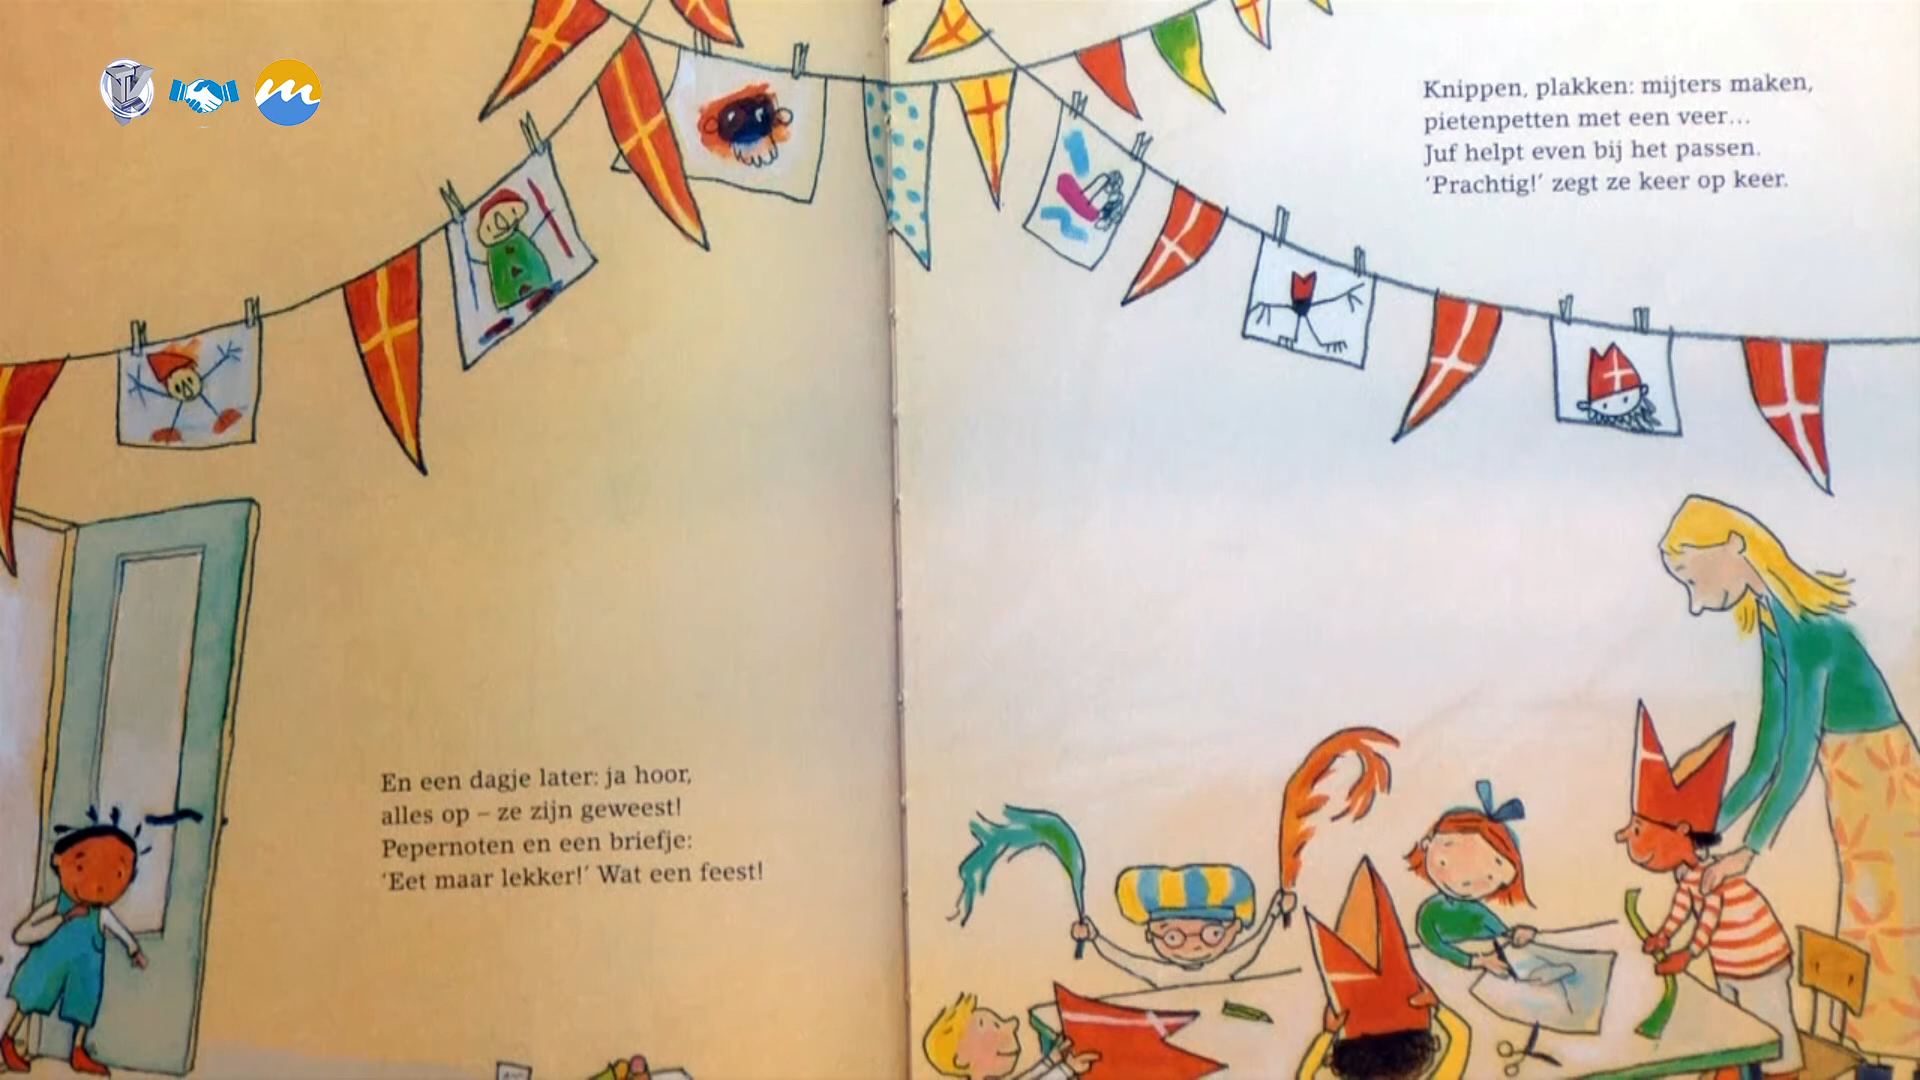 En een dagje later: ja hoor,
alles op – ze zijn geweest!
Pepernoten en een briefje:
‘Eet maar lekker!’ Wat een feest!
Knippen, plakken: mijters maken,
pietenpetten met een veer...
Juf helpt even bij het passen.
‘Prachtig!’ zegt ze keer op keer.